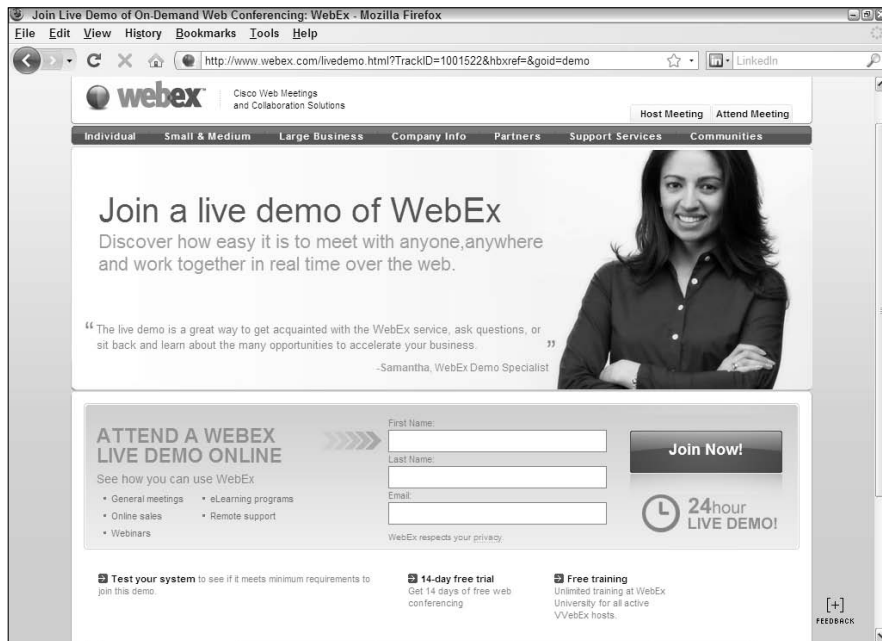 Join Live Demo of On-Demand Web Conferencing: WebEx - Mozilla Firefox
File Edit View History Bookmarks Tools Help
http://www.webex.com/livedemo.html?TrackID=1001522&hbxref=&goid=demo
LinkedIn
webex
Cisco Web Meetings
and Collaboration Solutions
Host Meeting Attend Meeting
Individual Small & Medium Large Business Company Info Partners Support Services Communities
Join a live demo of WebEx
Discover how easy it is to meet with anyone,anywhere
and work together in real time over the web.
“ The live demo is a great way to get acquainted with the WebEx service, ask questions, or
sit back and learn about the many opportunities to accelerate your business. ”
-Samantha, WebEx Demo Specialist
ATTEND A WEBEX
LIVE DEMO ONLINE
See how you can use WebEx
• General meetings • eLearning programs
• Online sales • Remote support
• Webinars
First Name:
Last Name:
Email:
WebEx respects your privacy.
Join Now!
24hour
LIVE DEMO!
Test your system to see if it meets minimum requirements to
join this demo.
14-day free trial
Get 14 days of free web
conferencing
Free training
Unlimited training at WebEx
University for all active
WebEx hosts.
[+]
FEEDBACK